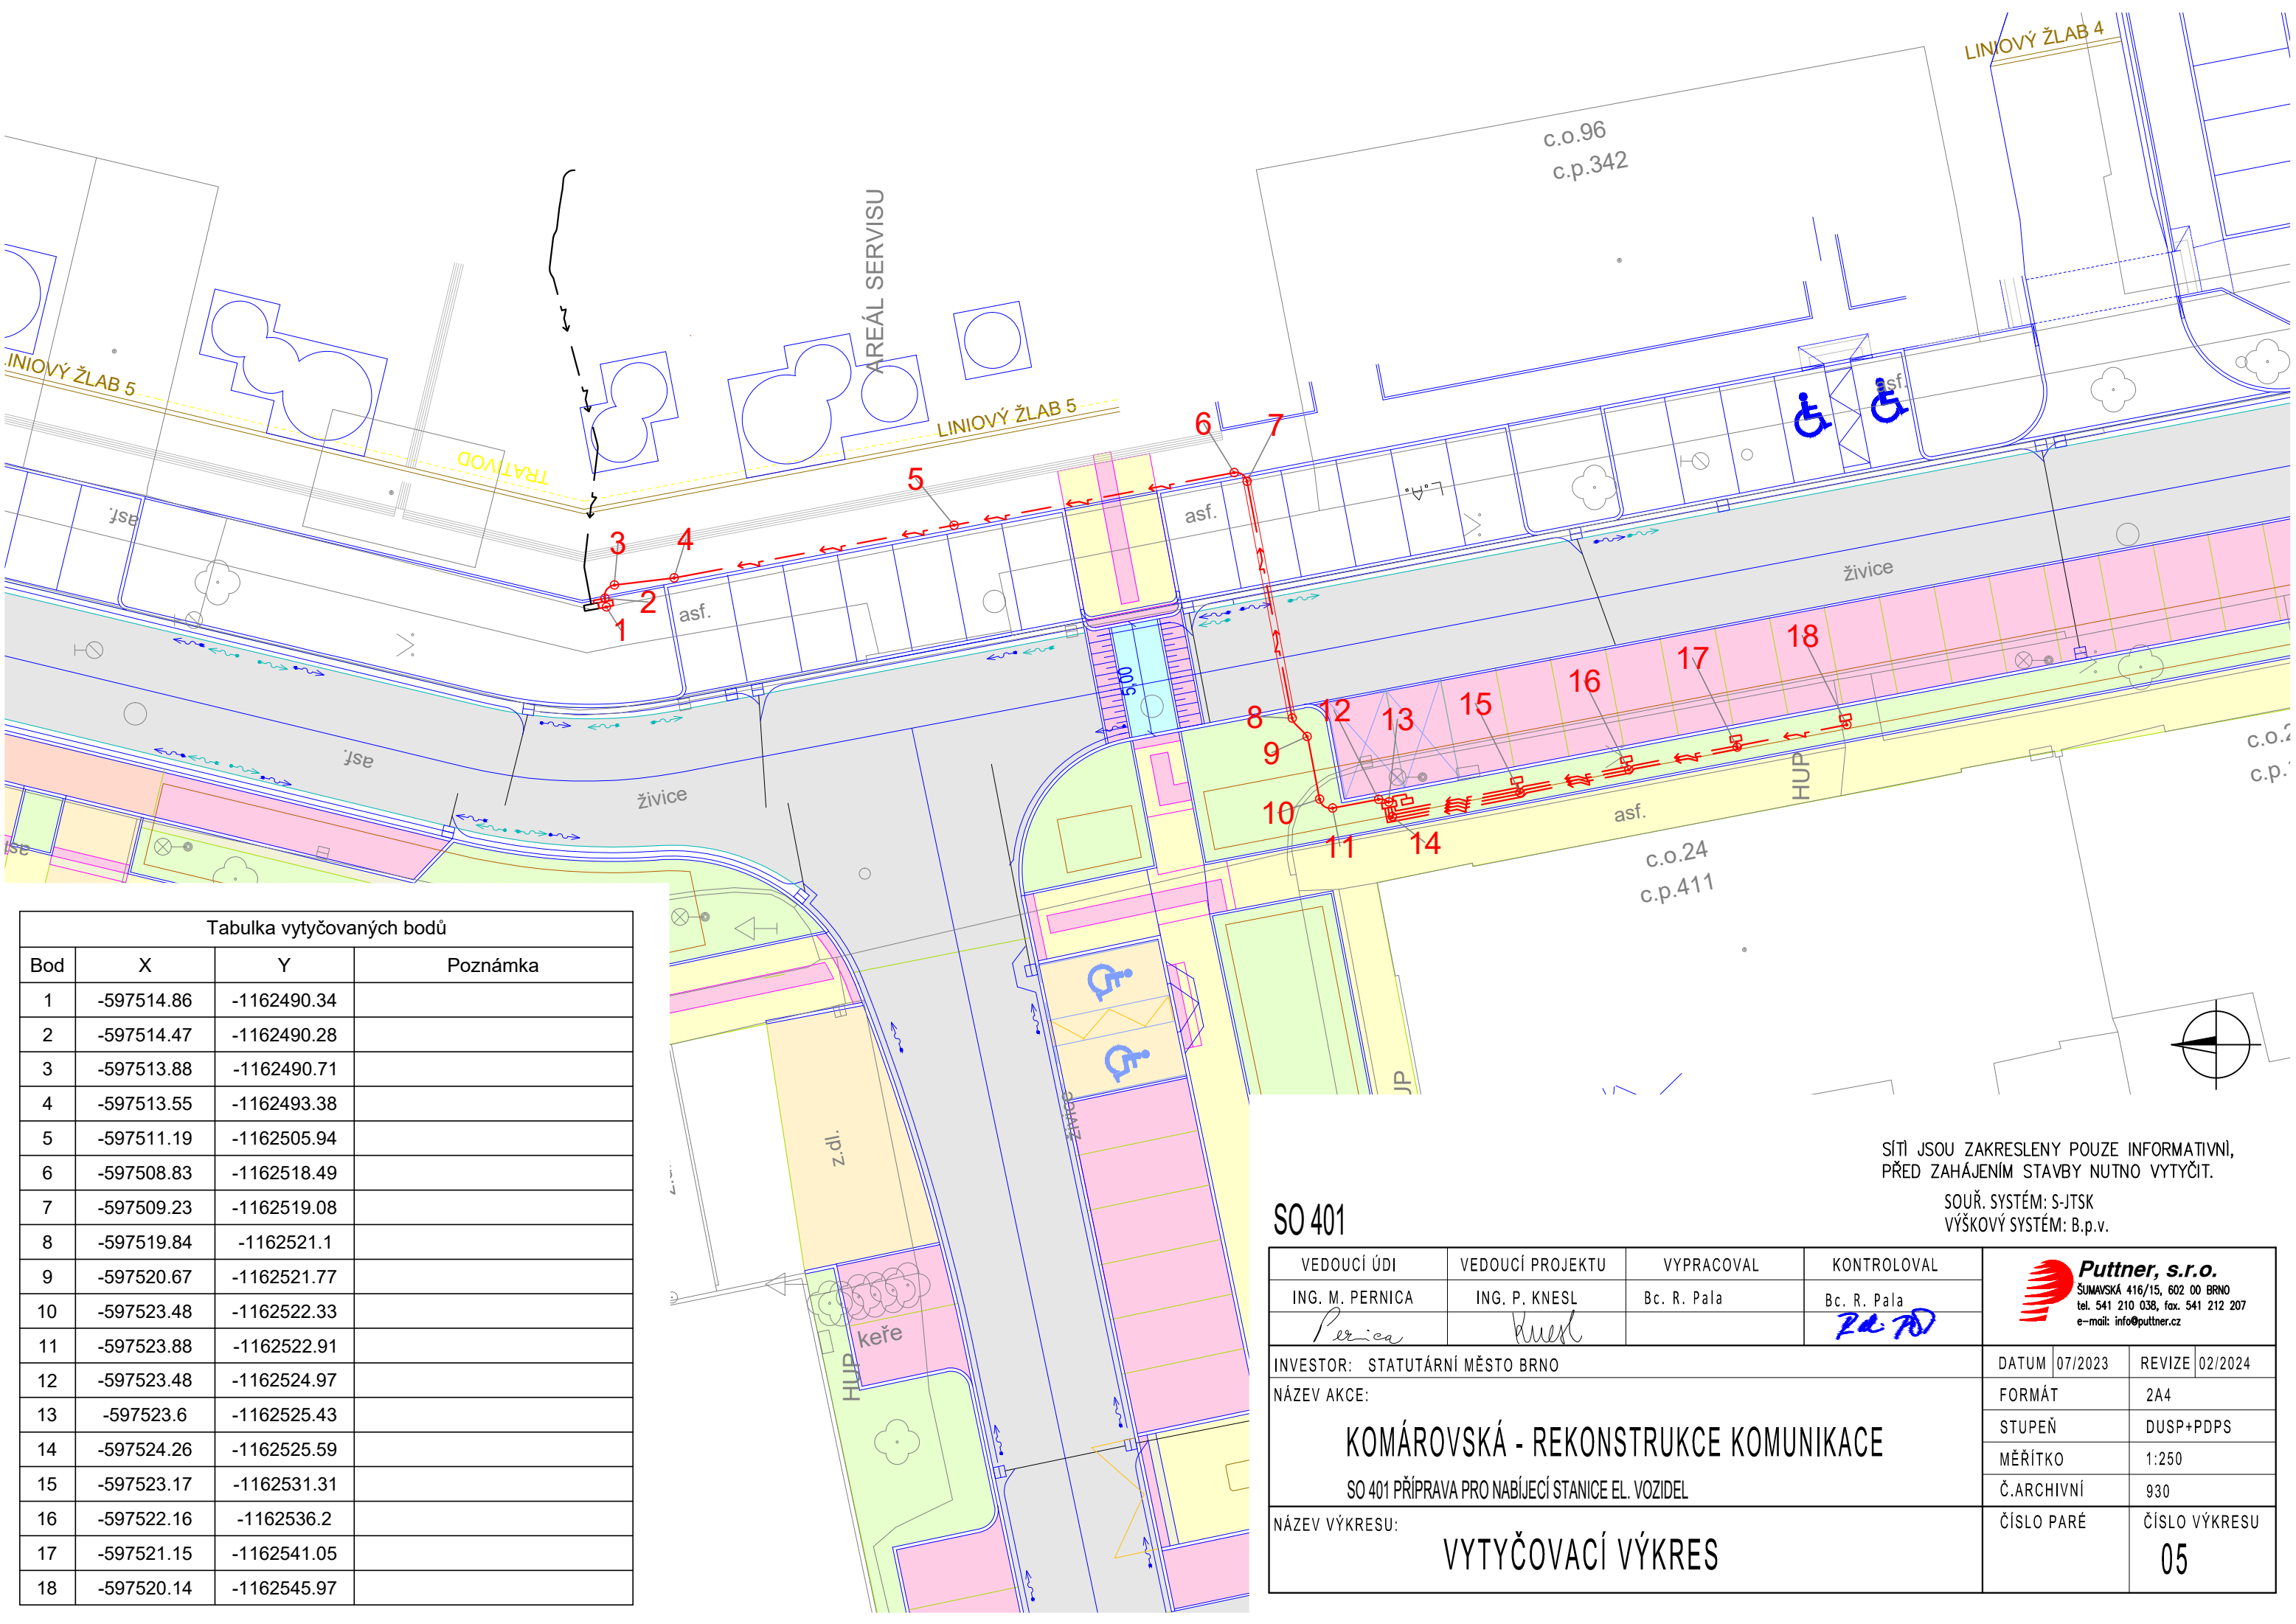 LINIOVÝ ŽLAB 4
c.o.96
c.p.342
AREÁL SERVISU
INIOVÝ ŽLAB 5
LINIOVÝ ŽLAB 5
TRATIVOD
6
7
5
asf.
asf.
asf.
3
4
2
1
asf.
živice
18
17
16
15
5,00
8
12
13
9
asf.
živice
10
11
14
HUP
asf.
c.o.2
c.p.
asf
c.o.24
c.p.411
živice
z.dl.
UP
keře
HUP
Tabulka vytyčovaných bodů
Bod X Y Poznámka
1 -597514.86 -1162490.34
2 -597514.47 -1162490.28
3 -597513.88 -1162490.71
4 -597513.55 -1162493.38
5 -597511.19 -1162505.94
6 -597508.83 -1162518.49
7 -597509.23 -1162519.08
8 -597519.84 -1162521.1
9 -597520.67 -1162521.77
10 -597523.48 -1162522.33
11 -597523.88 -1162522.91
12 -597523.48 -1162524.97
13 -597523.6 -1162525.43
14 -597524.26 -1162525.59
15 -597523.17 -1162531.31
16 -597522.16 -1162536.2
17 -597521.15 -1162541.05
18 -597520.14 -1162545.97
SÍTÌ JSOU ZAKRESLENY POUZE INFORMATIVNÌ,
PŘED ZAHÁJENÍM STAVBY NUTNO VYTYČIT.
SOUŘ. SYSTÉM: S-JTSK
VÝŠKOVÝ SYSTÉM: B.p.v.
SO 401
VEDOUCÍ ÚDI VEDOUCÍ PROJEKTU VYPRACOVAL KONTROLOVAL
ING. M. PERNICA ING. P. KNESL Bc. R. Pala Bc. R. Pala
Pernica Knesl
Puttner, s.r.o.
ŠUMAVSKÁ 416/15, 602 00 BRNO
tel. 541 210 038, fax. 541 212 207
e-mail: info@puttner.cz
INVESTOR: STATUTÁRNÍ MĚSTO BRNO
DATUM 07/2023 REVIZE 02/2024
NÁZEV AKCE:
KOMÁROVSKÁ - REKONSTRUKCE KOMUNIKACE
SO 401 PŘÍPRAVA PRO NABÍJECÍ STANICE EL. VOZIDEL
FORMÁT 2A4
STUPEŇ DUSP+PDPS
MĚŘÍTKO 1:250
Č.ARCHIVNÍ 930
NÁZEV VÝKRESU:
VYTYČOVACÍ VÝKRES
ČÍSLO PARÉ ČÍSLO VÝKRESU
05